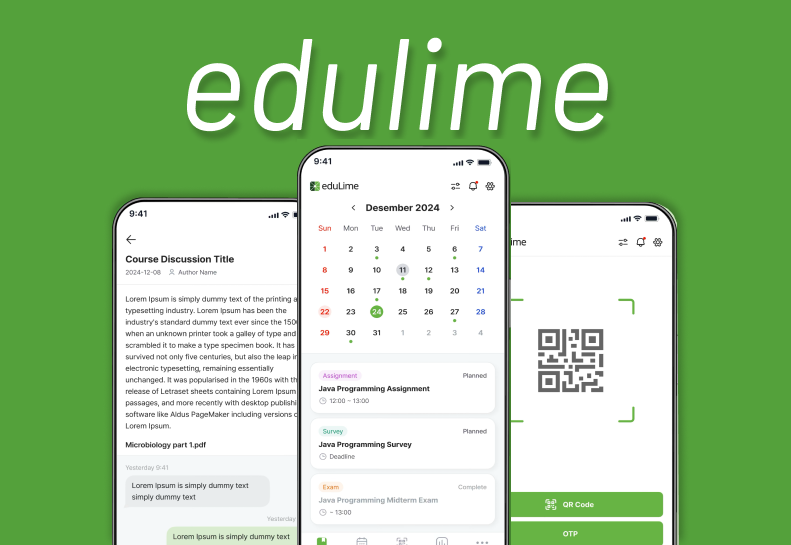 edulime
9:41
Course Discussion Title
2024-12-08 Author Name
Lorem Ipsum is simply dummy text of the printing a
typesetting industry. Lorem Ipsum has been the
industry's standard dummy text ever since the 150
when an unknown printer took a galley of type and
scrambled it to make a type specimen book. It has
survived not only five centuries, but also the leap in
electronic typesetting, remaining essentially
unchanged. It was popularised in the 1960s with th
release of Letraset sheets containing Lorem Ipsum
passages, and more recently with desktop publishi
software like Aldus PageMaker including versions o
Lorem Ipsum.
Microbiology part 1.pdf
Yesterday 9:41
Lorem Ipsum is simply dummy text
simply dummy text
Yesterday
Lorem Ipsum is simply dummy text
9:41
eduLime
< Desember 2024 >
Sun Mon Tue Wed Thu Fri Sat
1 2 3 4 5 6 7
8 9 10 11 12 13 14
15 16 17 18 19 20 21
22 23 24 25 26 27 28
29 30 31 1 2 3 4
Assignment Planned
Java Programming Assignment
12:00 ~ 13:00
Survey Planned
Java Programming Survey
Deadline
Exam Complete
Java Programming Midterm Exam
~ 13:00
ime
QR Code
OTP